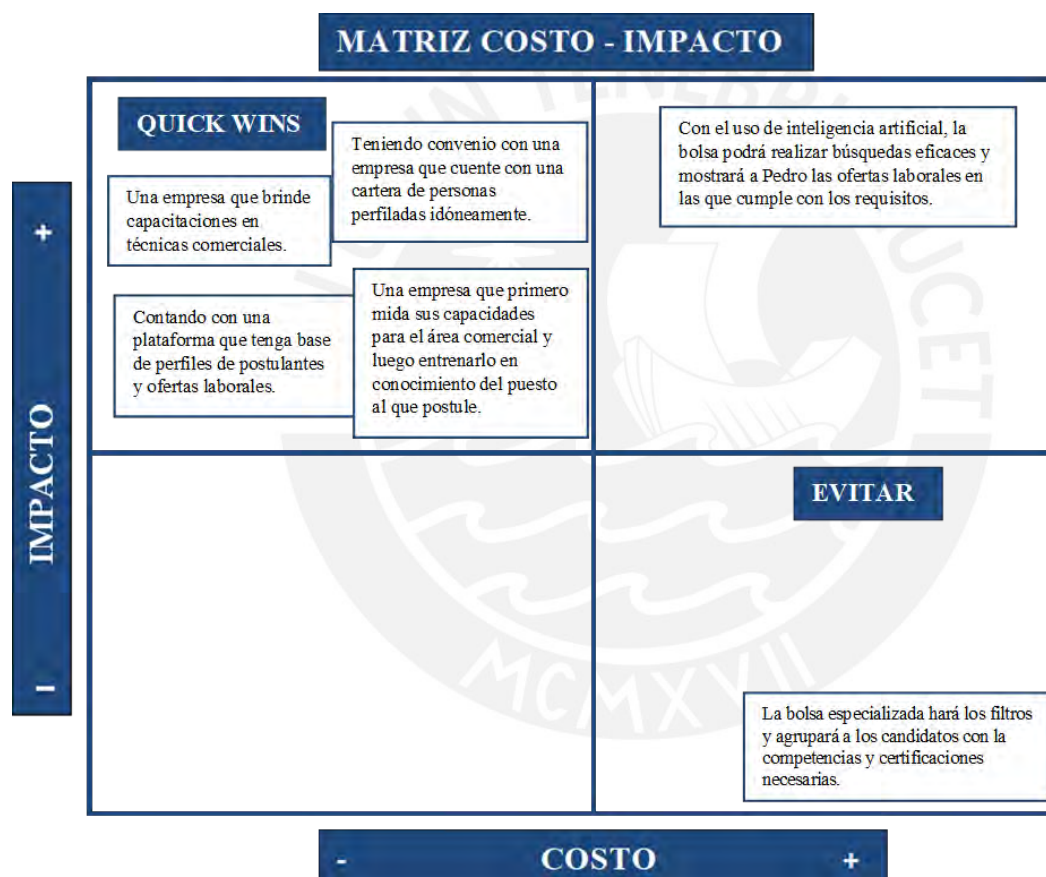 MATRIZ COSTO - IMPACTO
QUICK WINS
Teniendo convenio con una
empresa que cuente con una
cartera de personas
perfiladas idóneamente.
Con el uso de inteligencia artificial, la
bolsa podrá realizar búsquedas eficaces y
mostrará a Pedro las ofertas laborales en
las que cumple con los requisitos.
Una empresa que brinde
capacitaciones en
técnicas comerciales.
Contando con una
plataforma que tenga base
de perfiles de postulantes
y ofertas laborales.
Una empresa que primero
mida sus capacidades
para el área comercial y
luego entrenarlo en
conocimiento del puesto
al que postule.
+
IMPACTO
-
EVITAR
La bolsa especializada hará los filtros
y agrupará a los candidatos con la
competencias y certificaciones
necesarias.
- COSTO +
MCMXVII